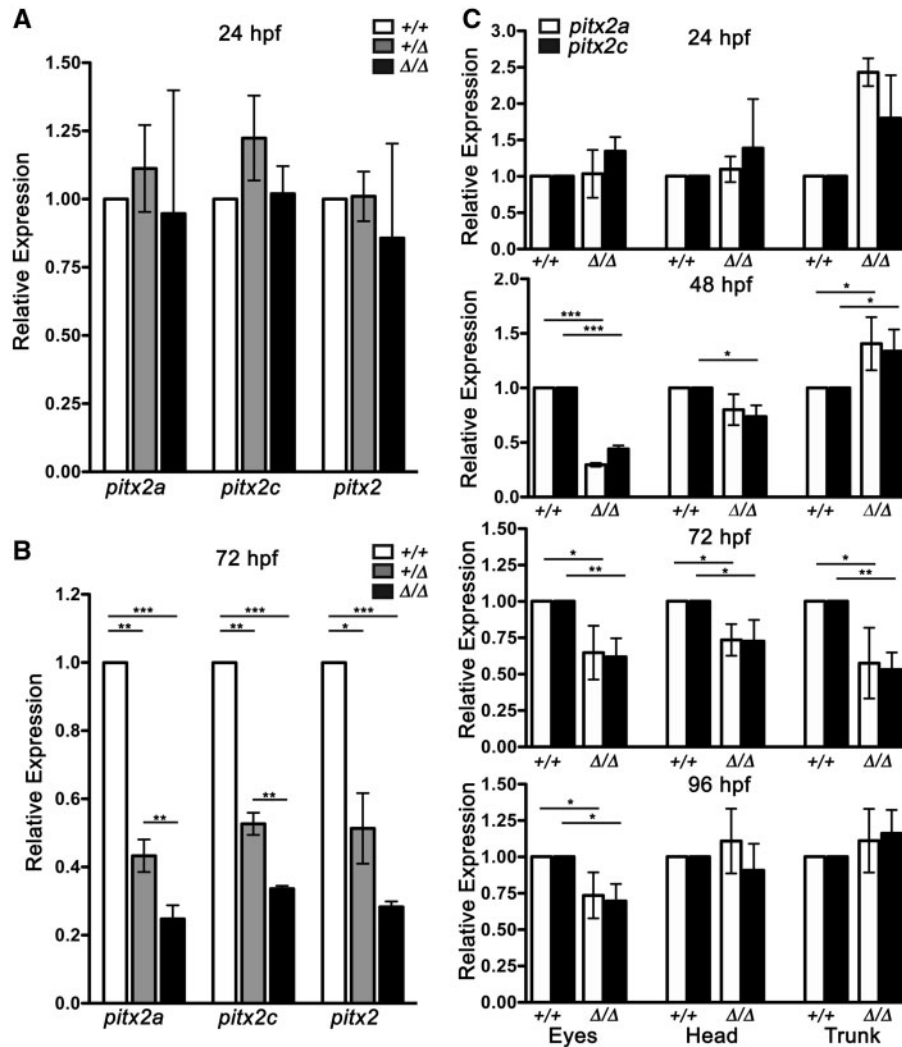 A
24 hpf
+/+
+/Δ
Δ/Δ
Relative Expression
1.50
1.25
1.00
0.75
0.50
0.25
0.00
pitx2a pitx2c pitx2
B
72 hpf
+/+
+/Δ
Δ/Δ
Relative Expression
1.2
1.0
0.8
0.6
0.4
0.2
0.0
*** *** ***
** ** *
** **
pitx2a pitx2c pitx2
C
pitx2a
pitx2c
24 hpf
Relative Expression
3.0
2.5
2.0
1.5
1.0
0.5
0.0
+/+ Δ/Δ +/+ Δ/Δ +/+ Δ/Δ
48 hpf
Relative Expression
2.0
1.5
1.0
0.5
0.0
*** * *
*** *
+/+ Δ/Δ +/+ Δ/Δ +/+ Δ/Δ
72 hpf
Relative Expression
1.50
1.25
1.00
0.75
0.50
0.25
0.00
* * *
** * **
+/+ Δ/Δ +/+ Δ/Δ +/+ Δ/Δ
96 hpf
Relative Expression
1.50
1.25
1.00
0.75
0.50
0.25
0.00
*
*
+/+ Δ/Δ +/+ Δ/Δ +/+ Δ/Δ
Eyes Head Trunk